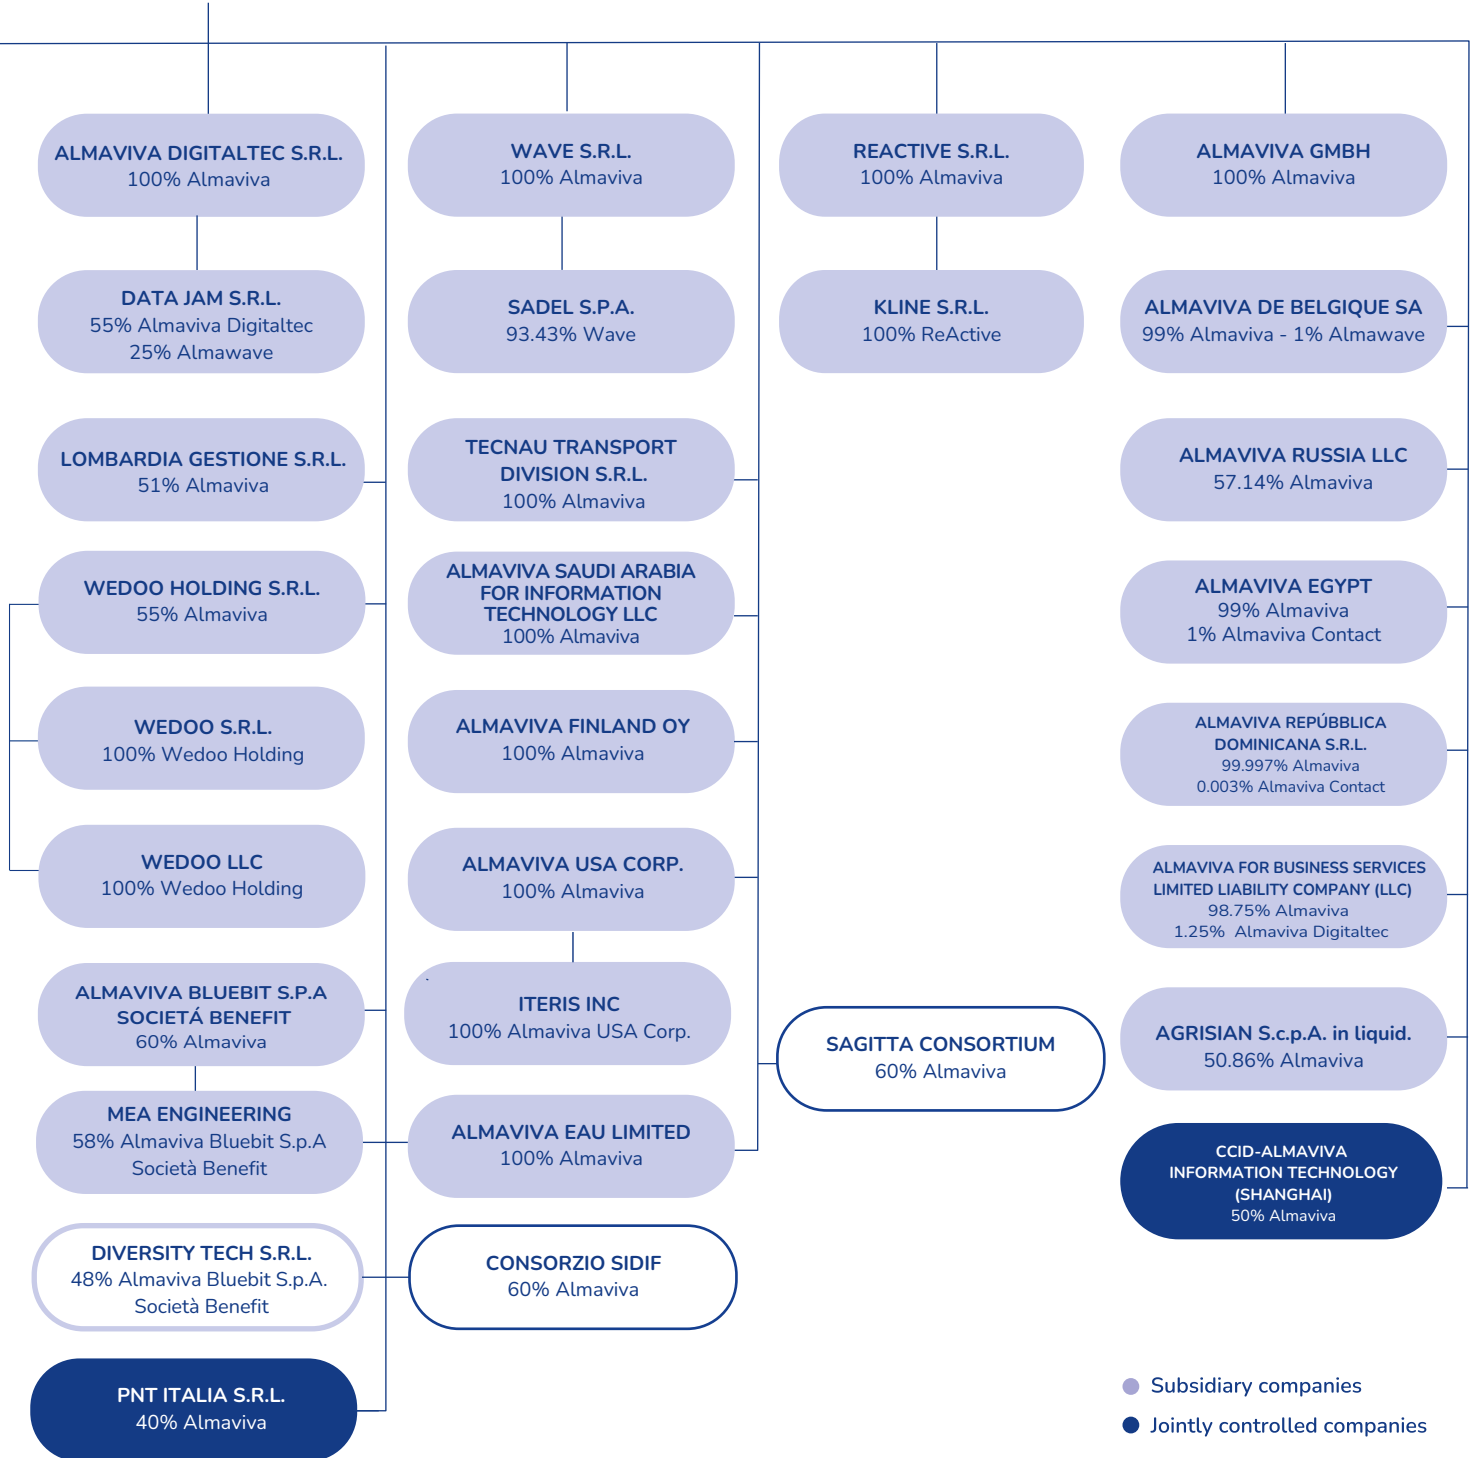 ALMAVIVA DIGITALTEC S.R.L.
100% Almaviva
DATA JAM S.R.L.
55% Almaviva Digitaltec
25% Almawave
LOMBARDIA GESTIONE S.R.L.
51% Almaviva
WEDOO HOLDING S.R.L.
55% Almaviva
WEDOO S.R.L.
100% Wedoo Holding
WEDOO LLC
100% Wedoo Holding
ALMAVIVA BLUEBIT S.P.A
SOCIETÁ BENEFIT
60% Almaviva
MEA ENGINEERING
58% Almaviva Bluebit S.p.A
Società Benefit
DIVERSITY TECH S.R.L.
48% Almaviva Bluebit S.p.A.
Società Benefit
PNT ITALIA S.R.L.
40% Almaviva
WAVE S.R.L.
100% Almaviva
SADEL S.P.A.
93.43% Wave
TECNAU TRANSPORT
DIVISION S.R.L.
100% Almaviva
ALMAVIVA SAUDI ARABIA
FOR INFORMATION
TECHNOLOGY LLC
100% Almaviva
ALMAVIVA FINLAND OY
100% Almaviva
ALMAVIVA USA CORP.
100% Almaviva
ITERIS INC
100% Almaviva USA Corp.
ALMAVIVA EAU LIMITED
100% Almaviva
CONSORZIO SIDIF
60% Almaviva
REACTIVE S.R.L.
100% Almaviva
KLINE S.R.L.
100% ReActive
SAGITTA CONSORTIUM
60% Almaviva
ALMAVIVA GMBH
100% Almaviva
ALMAVIVA DE BELGIQUE SA
99% Almaviva - 1% Almawave
ALMAVIVA RUSSIA LLC
57.14% Almaviva
ALMAVIVA EGYPT
99% Almaviva
1% Almaviva Contact
ALMAVIVA REPÚBBLICA
DOMINICANA S.R.L.
99.997% Almaviva
0.003% Almaviva Contact
ALMAVIVA FOR BUSINESS SERVICES
LIMITED LIABILITY COMPANY (LLC)
98.75% Almaviva
1.25% Almaviva Digitaltec
AGRISIAN S.c.p.A. in liquid.
50.86% Almaviva
CCID-ALMAVIVA
INFORMATION TECHNOLOGY
(SHANGHAI)
50% Almaviva
Subsidiary companies
Jointly controlled companies